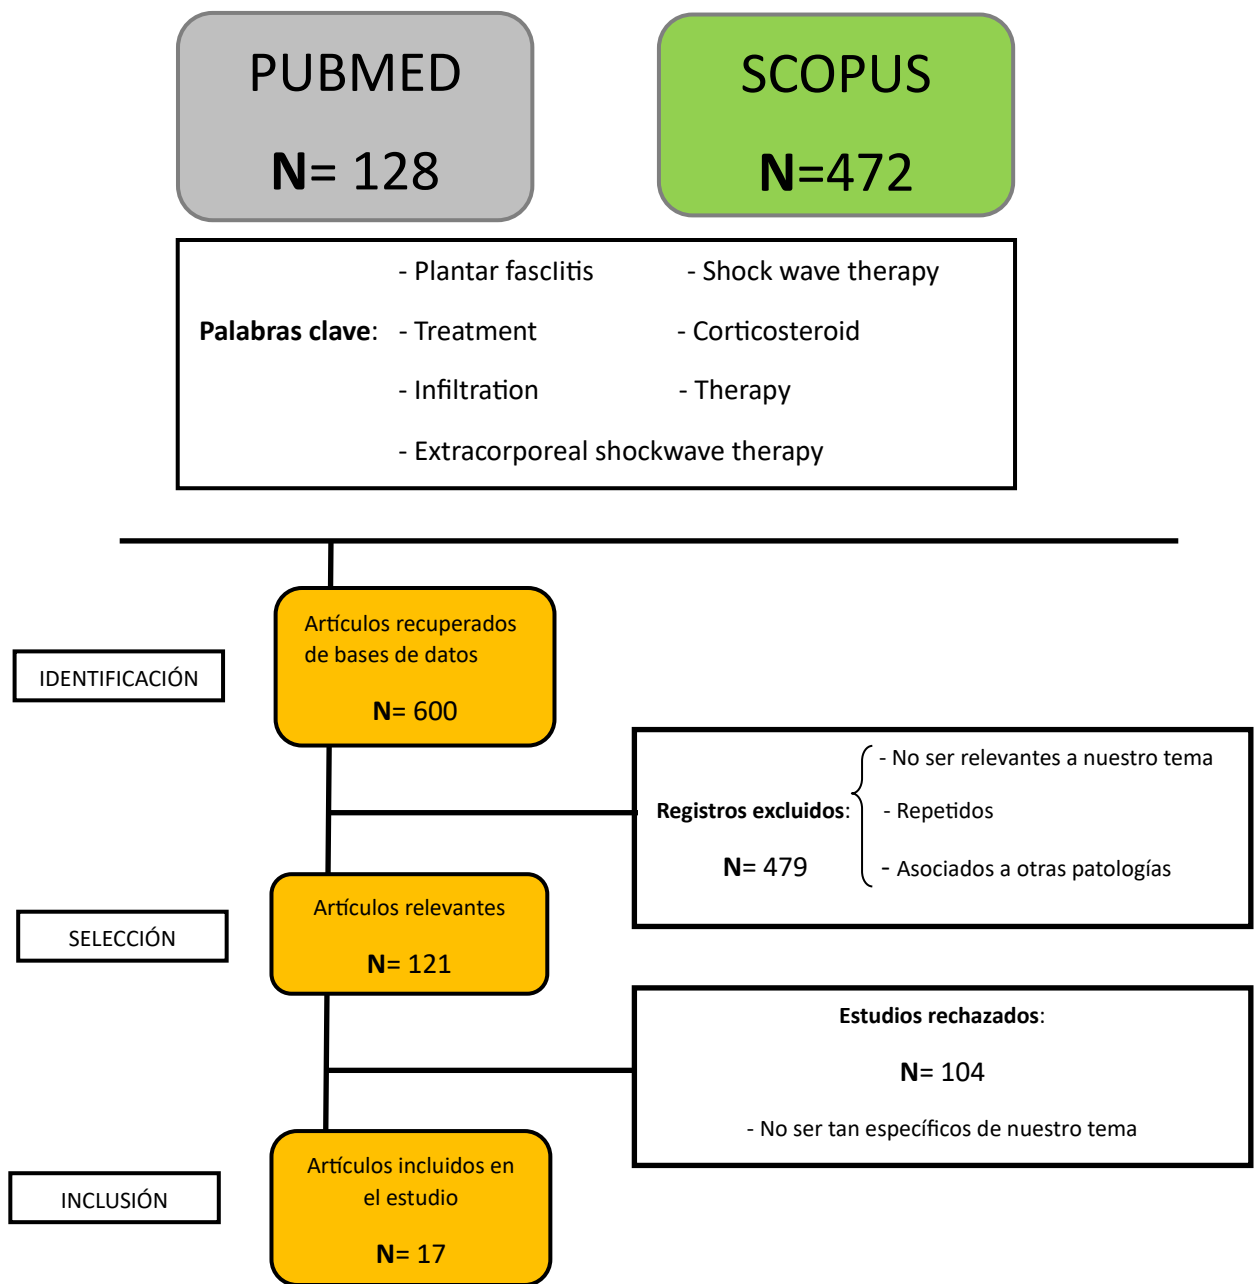 PUBMED
N= 128
SCOPUS
N=472
- Plantar fascIitis
- Shock wave therapy
Palabras clave:
- Treatment
- Corticosteroid
- Infiltration
- Therapy
- Extracorporeal shockwave therapy
Artículos recuperados
de bases de datos
N= 600
IDENTIFICACIÓN
- No ser relevantes a nuestro tema
Registros excluidos:
- Repetidos
N= 479
- Asociados a otras patologías
Artículos relevantes
N= 121
SELECCIÓN
Estudios rechazados:
N= 104
- No ser tan específicos de nuestro tema
Artículos incluidos en
el estudio
N= 17
INCLUSIÓN